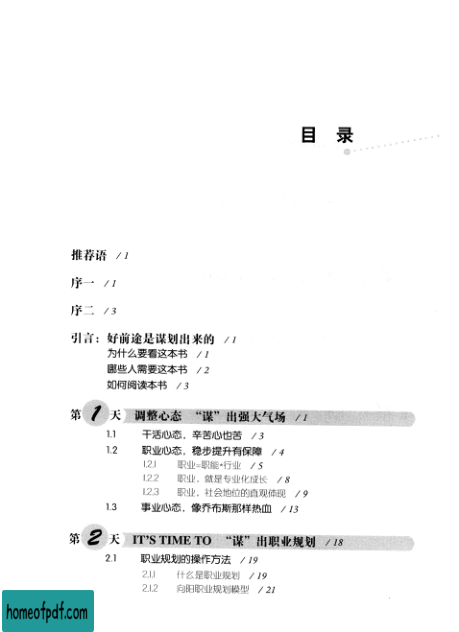 目 录
推荐语 / 1
序一 / 1
序二 / 3
引言：好前途是谋划出来的 / 1
为什么要看这本书 / 1
哪些人需要这本书 / 2
如何阅读本书 / 3
第1天 调整心态 “谋”出强大气场 / 1
1.1 干活心态，辛苦心也苦 / 3
1.2 职业心态，稳步提升有保障 / 4
1.2.1 职业=职能*行业 / 5
1.2.2 职业，就是专业化成长 / 8
1.2.3 职业，社会地位的直观体现 / 9
1.3 事业心态，像乔布斯那样热血 / 13
第2天 IT'S TIME TO “谋”出职业规划 / 18
2.1 职业规划的操作方法 / 19
2.1.1 什么是职业规划 / 19
2.1.2 向阳职业规划模型 / 21
homeofpdf.com